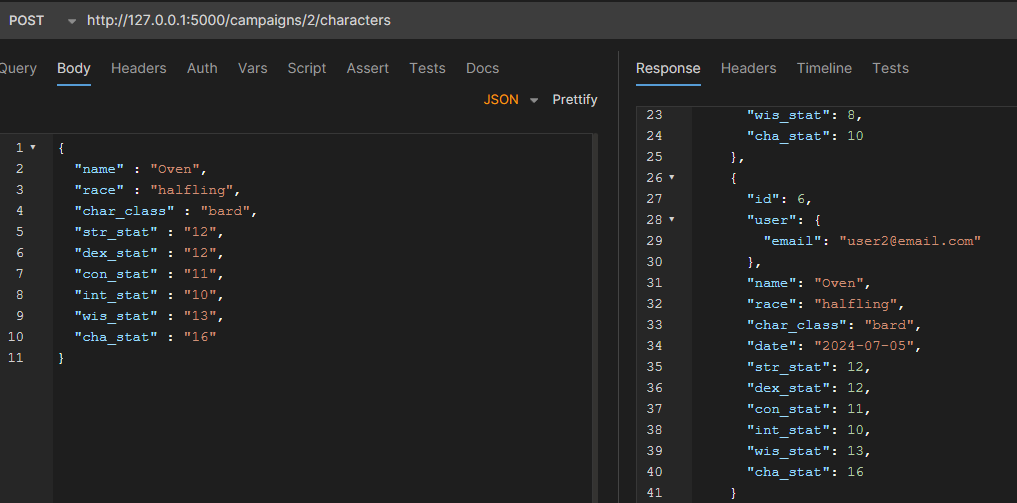 POST http://127.0.0.1:5000/campaigns/2/characters
Query Body Headers Auth Vars Script Assert Tests Docs
JSON Prettify
1 {
2 "name" : "Oven",
3 "race" : "halfling",
4 "char_class" : "bard",
5 "str_stat" : "12",
6 "dex_stat" : "12",
7 "con_stat" : "11",
8 "int_stat" : "10",
9 "wis_stat" : "13",
10 "cha_stat" : "16"
11 }
Response Headers Timeline Tests
23 "wis_stat": 8,
24 "cha_stat": 10
25 },
26 {
27 "id": 6,
28 "user": {
29 "email": "user2@email.com"
30 },
31 "name": "Oven",
32 "race": "halfling",
33 "char_class": "bard",
34 "date": "2024-07-05",
35 "str_stat": 12,
36 "dex_stat": 12,
37 "con_stat": 11,
38 "int_stat": 10,
39 "wis_stat": 13,
40 "cha_stat": 16
41 }